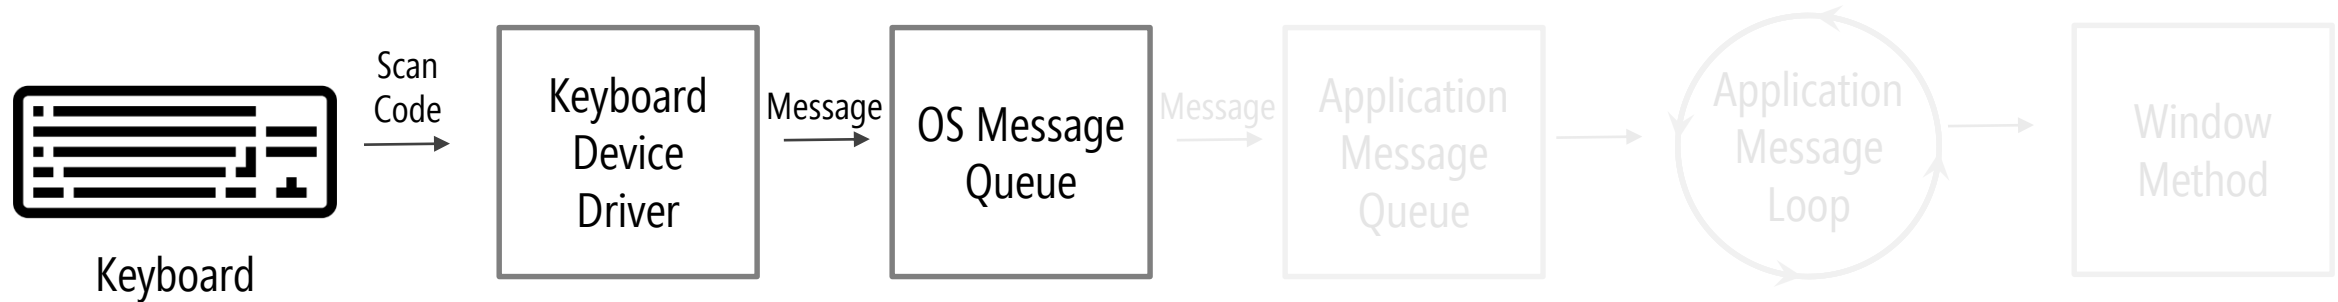 Keyboard
Scan
Code
Keyboard
Device
Driver
Message
OS Message
Queue
Message
Application
Message
Queue
Application
Message
Loop
Window
Method